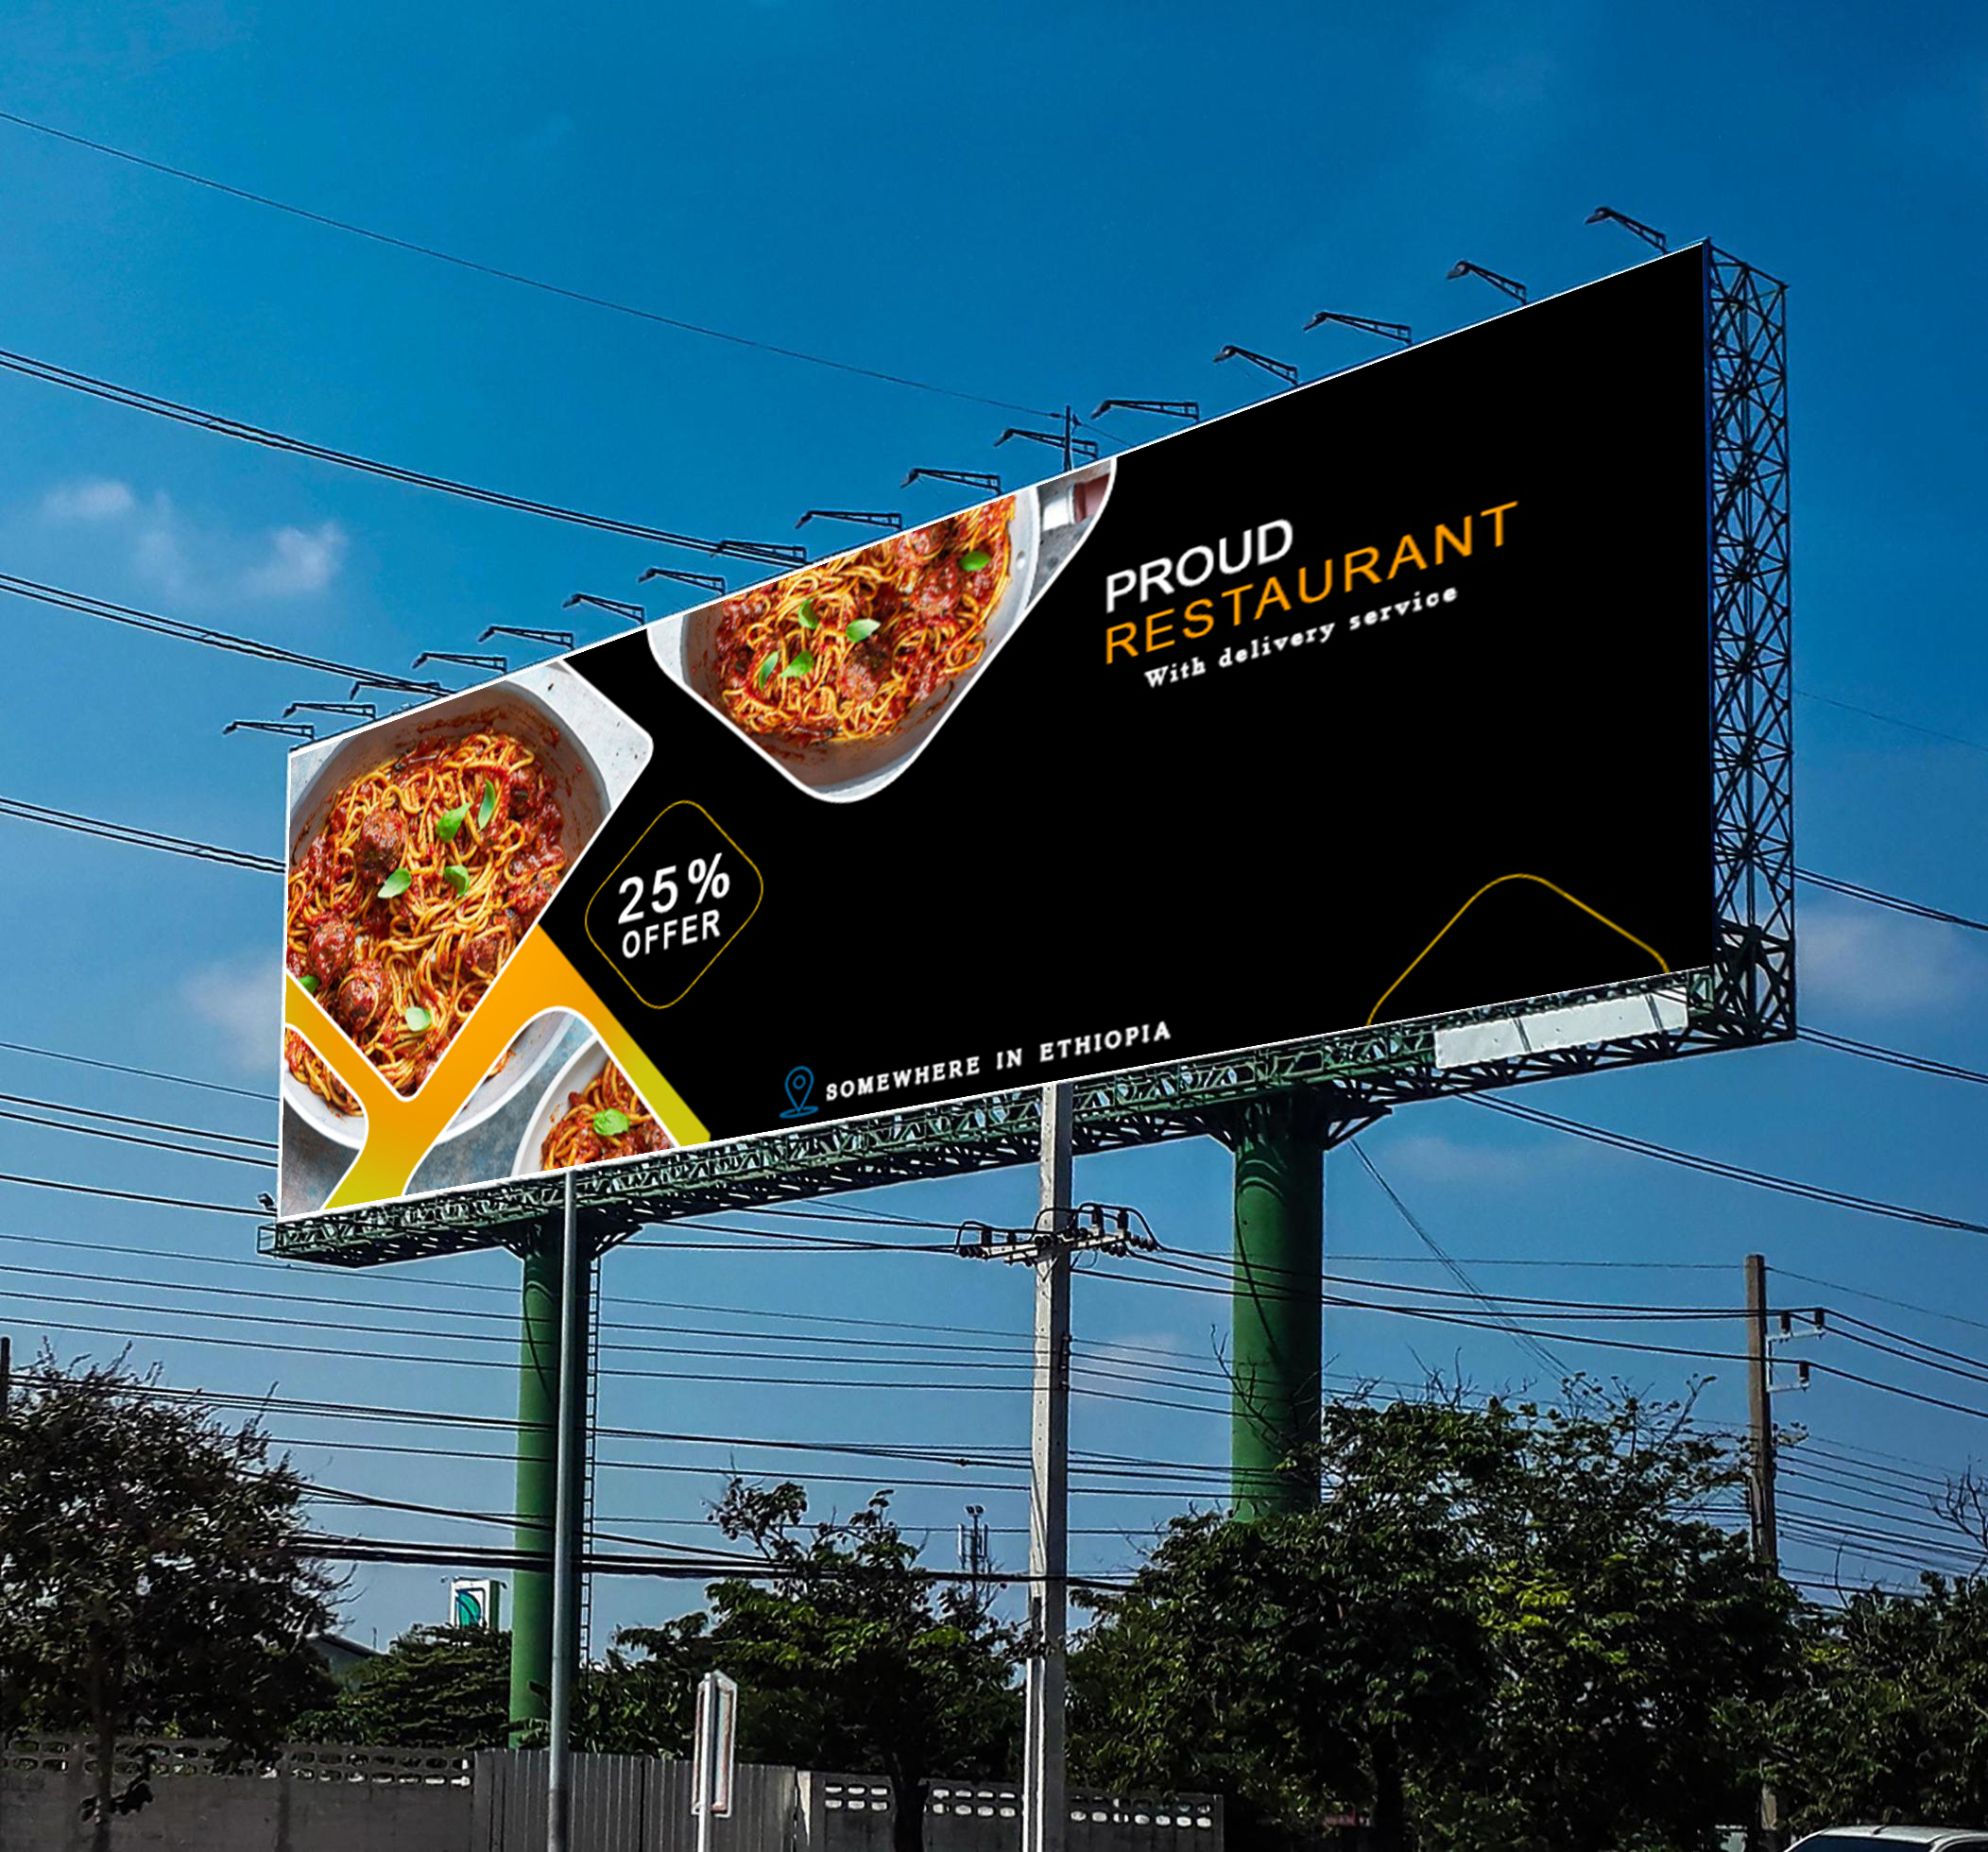 PROUD
RESTAURANT
With delivery service
25%
OFFER
SOMEWHERE IN ETHIOPIA